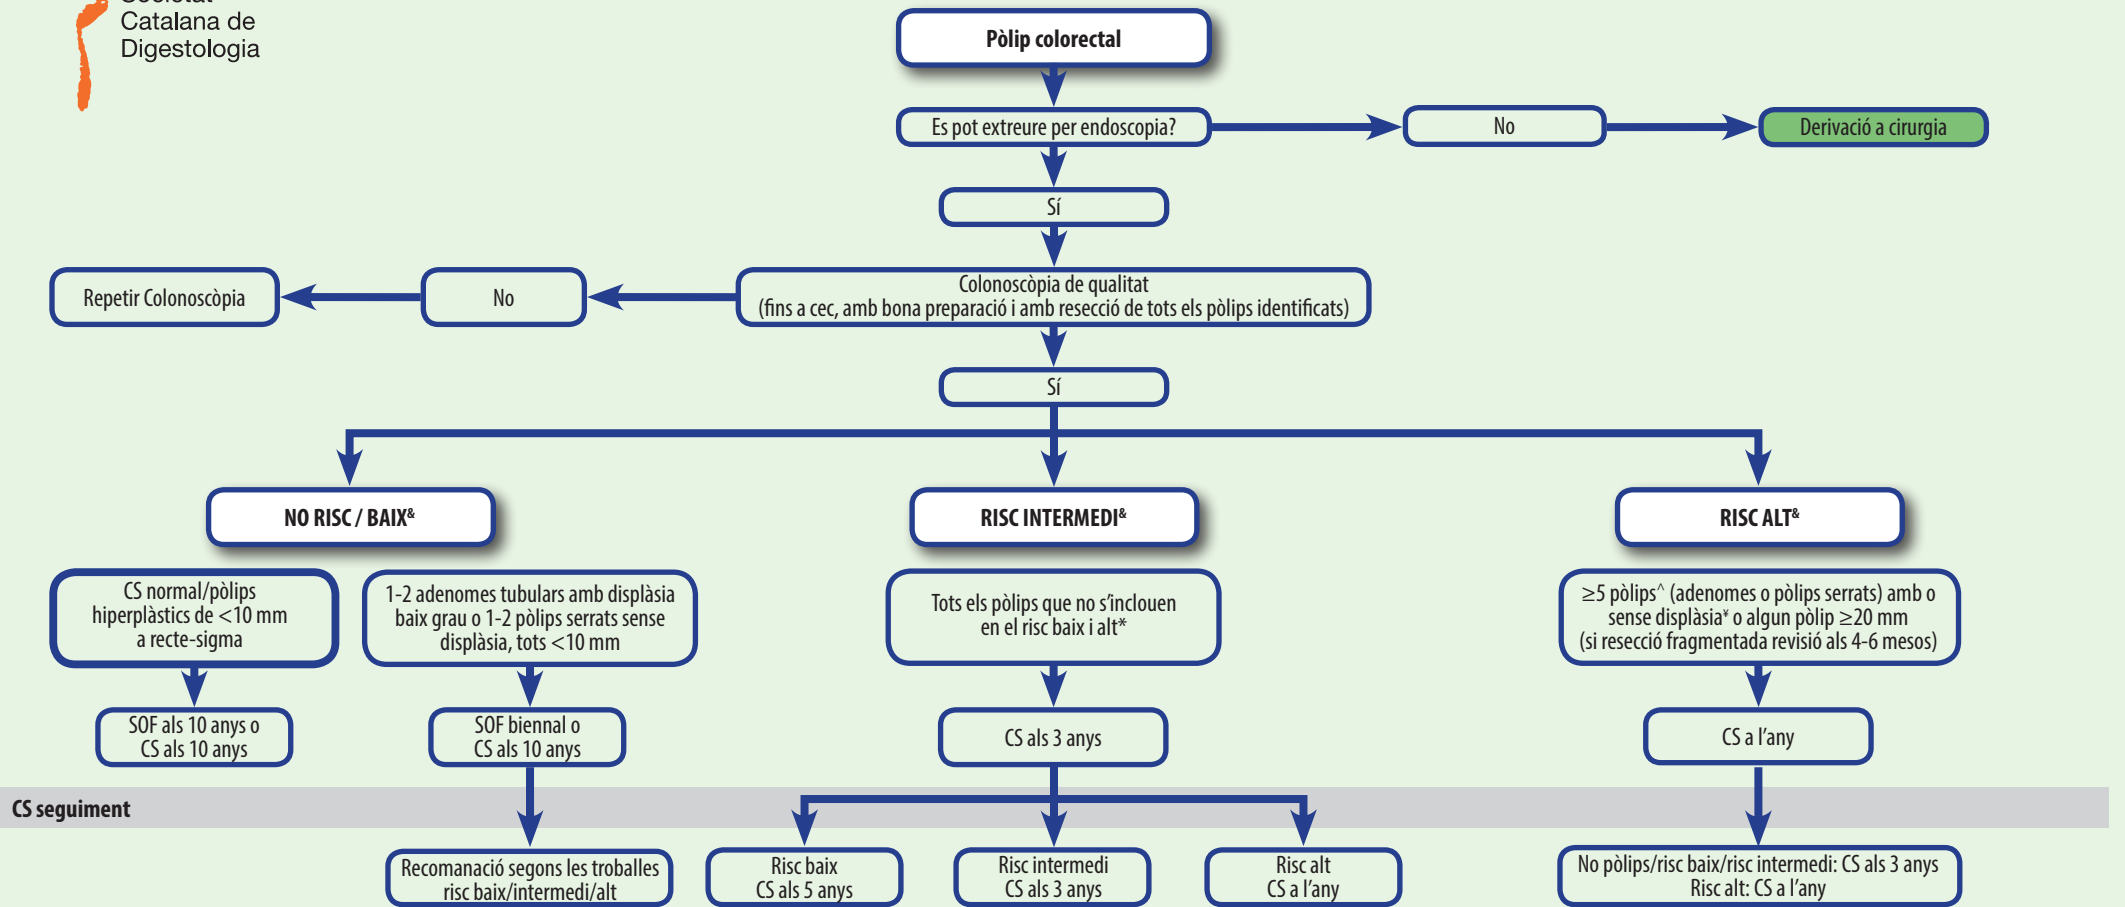 Societat
Catalana de
Digestologia
Pòlip colorectal
Es pot extreure per endoscopia?
No
Derivació a cirurgia
Sí
Repetir Colonoscòpia
No
Colonoscòpia de qualitat
(fins a cec, amb bona preparació i amb resecció de tots els pòlips identificats)
Sí
NO RISC / BAIX&
RISC INTERMEDI&
RISC ALT&
CS normal/pòlips
hiperplàstics de <10 mm
a recte-sigma
1-2 adenomes tubulars amb displàsia
baix grau o 1-2 pòlips serrats sense
displàsia, tots <10 mm
Tots els pòlips que no s’inclouen
en el risc baix i alt*
≥5 pòlips^ (adenomes o pòlips serrats) amb o
sense displàsia¥ o algun pòlip ≥20 mm
(si resecció fragmentada revisió als 4-6 mesos)
SOF als 10 anys o
CS als 10 anys
SOF biennal o
CS als 10 anys
CS als 3 anys
CS a l’any
CS seguiment
Recomanació segons les troballes
risc baix/intermedi/alt
Risc baix
CS als 5 anys
Risc intermedi
CS als 3 anys
Risc alt
CS a l’any
No pòlips/risc baix/risc intermedi: CS als 3 anys
Risc alt: CS a l’any